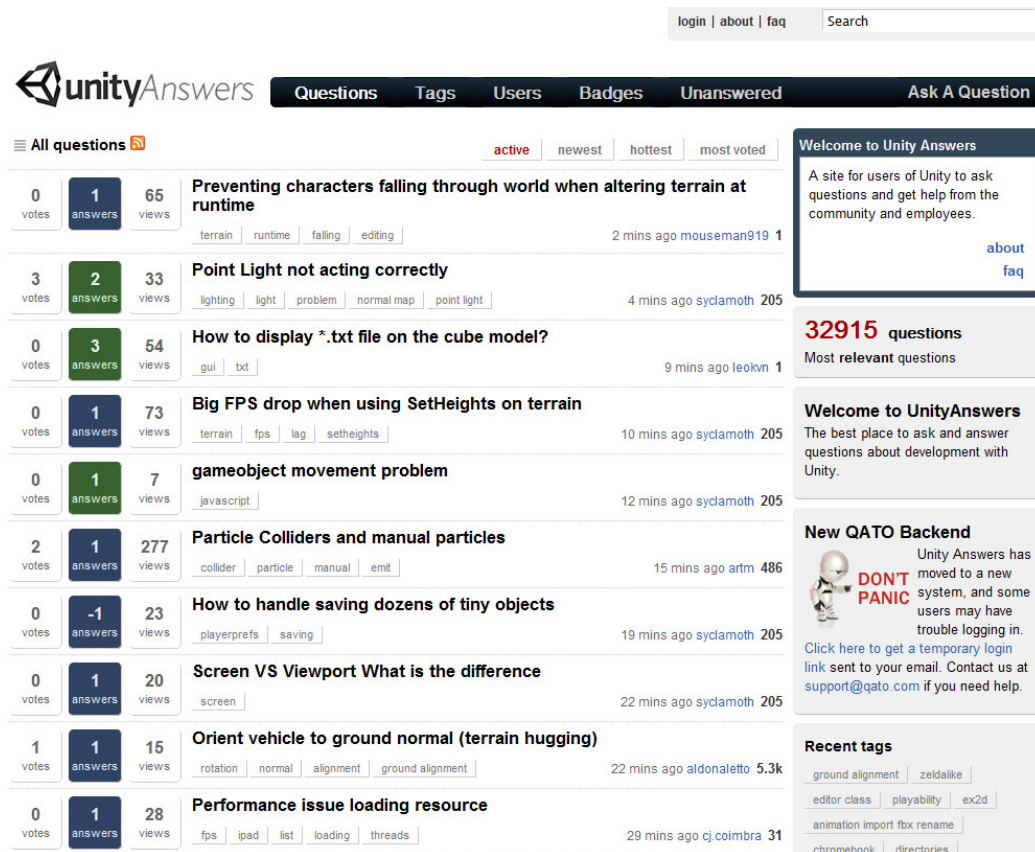 login | about | faq
Search
unityAnswers
Questions Tags Users Badges Unanswered Ask A Question
All questions
active newest hottest most voted
0 votes 1 answers 65 views
Preventing characters falling through world when altering terrain at
runtime
terrain runtime falling editing
2 mins ago mouseman919 1
3 votes 2 answers 33 views
Point Light not acting correctly
lighting light problem normal map point light
4 mins ago syclamoth 205
0 votes 3 answers 54 views
How to display *.txt file on the cube model?
gui txt
9 mins ago leokvn 1
0 votes 1 answers 73 views
Big FPS drop when using SetHeights on terrain
terrain fps lag setheights
10 mins ago syclamoth 205
0 votes 1 answers 7 views
gameobject movement problem
javascript
12 mins ago syclamoth 205
2 votes 1 answers 277 views
Particle Colliders and manual particles
collider particle manual emit
15 mins ago artm 486
0 votes -1 answers 23 views
How to handle saving dozens of tiny objects
playerprefs saving
19 mins ago syclamoth 205
0 votes 1 answers 20 views
Screen VS Viewport What is the difference
screen
22 mins ago syclamoth 205
1 votes 1 answers 15 views
Orient vehicle to ground normal (terrain hugging)
rotation normal alignment ground alignment
22 mins ago aldonaletto 5.3k
0 votes 1 answers 28 views
Performance issue loading resource
fps ipad list loading threads
29 mins ago cj.coimbra 31
Welcome to Unity Answers
A site for users of Unity to ask
questions and get help from the
community and employees.
about
faq
32915 questions
Most relevant questions
Welcome to UnityAnswers
The best place to ask and answer
questions about development with
Unity.
New QATO Backend
DON'T
PANIC
Unity Answers has
moved to a new
system, and some
users may have
trouble logging in.
Click here to get a temporary login
link sent to your email. Contact us at
support@qato.com if you need help.
Recent tags
ground alignment zeldalike
editor class playability ex2d
animation import fbx rename
chromebook directories